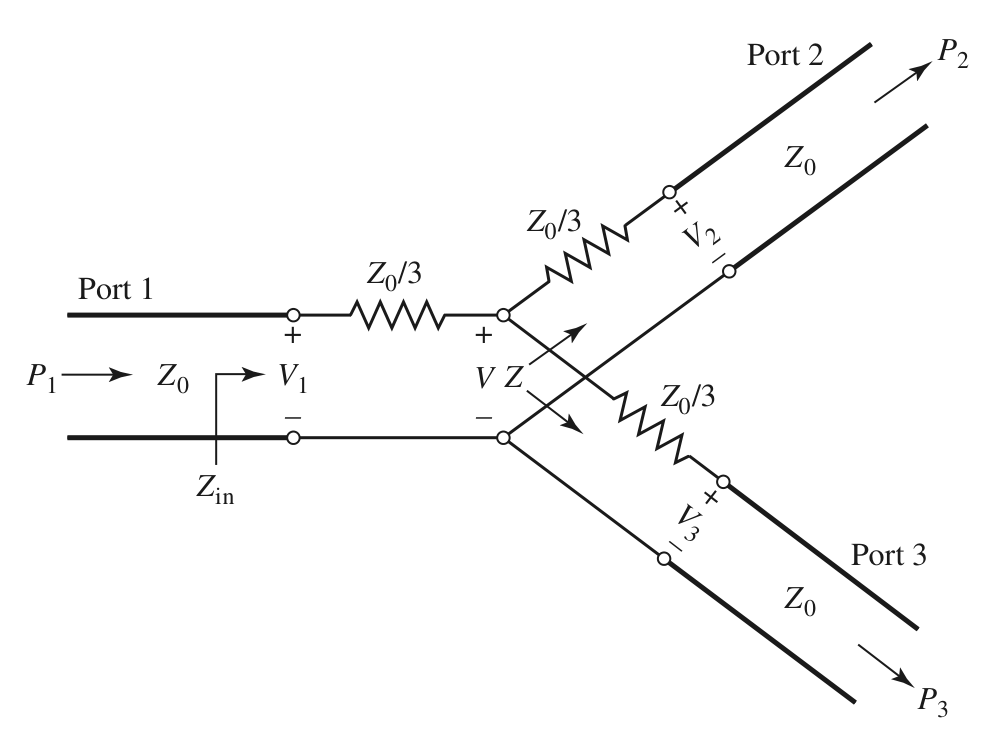 Port 2
P2
Z0
Z0/3
+
V2
–
Z0/3
Port 1
+
+
P1
Z0
V1
V
Z
Z0/3
–
–
Zin
+
V3
–
Port 3
Z0
P3